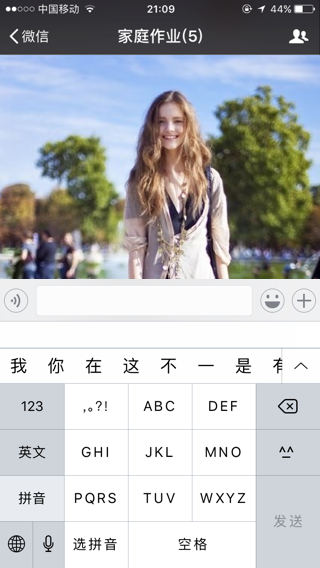 中国移动 21:09 44%
微信 家庭作业(5)
我 你 在 这 不 一 是 有
123 ,。?! ABC DEF
英文 GHI JKL MNO ^^
拼音 PQRS TUV WXYZ
发送
选拼音 空格